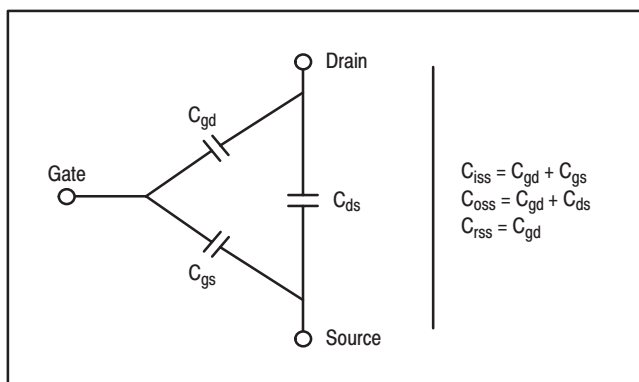 Drain
C_gd
Gate
C_ds
C_gs
Source
C_iss = C_gd + C_gs
C_oss = C_gd + C_ds
C_rss = C_gd